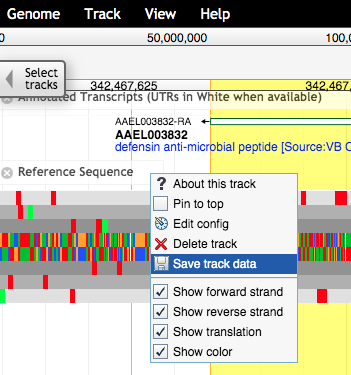 Genome Track View Help
0 50,000,000 100,0
Select
tracks
342,467,625 342,467
Annotated Transcripts (UTRs in White when available)
AAEL003832-RA
AAEL003832
defensin anti-microbial peptide [Source:VB C
Reference Sequence
? About this track
Pin to top
Edit config
Delete track
Save track data
Show forward strand
Show reverse strand
Show translation
Show color